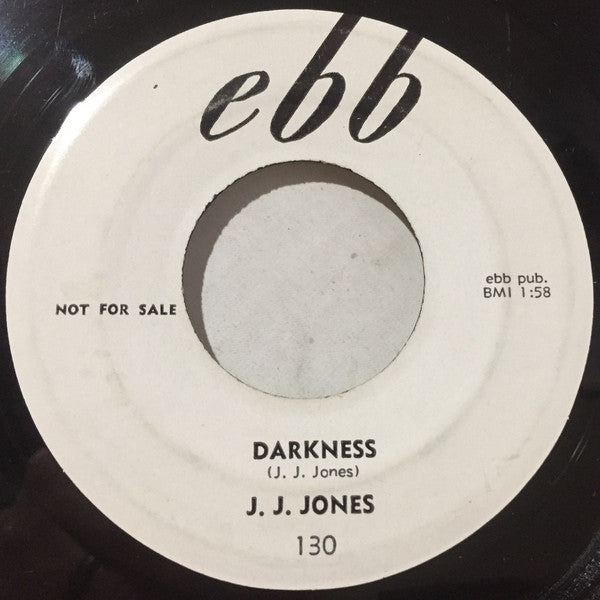 ebb
NOT FOR SALE
ebb pub.
BMI 1:58
DARKNESS
(J. J. Jones)
J. J. JONES
130